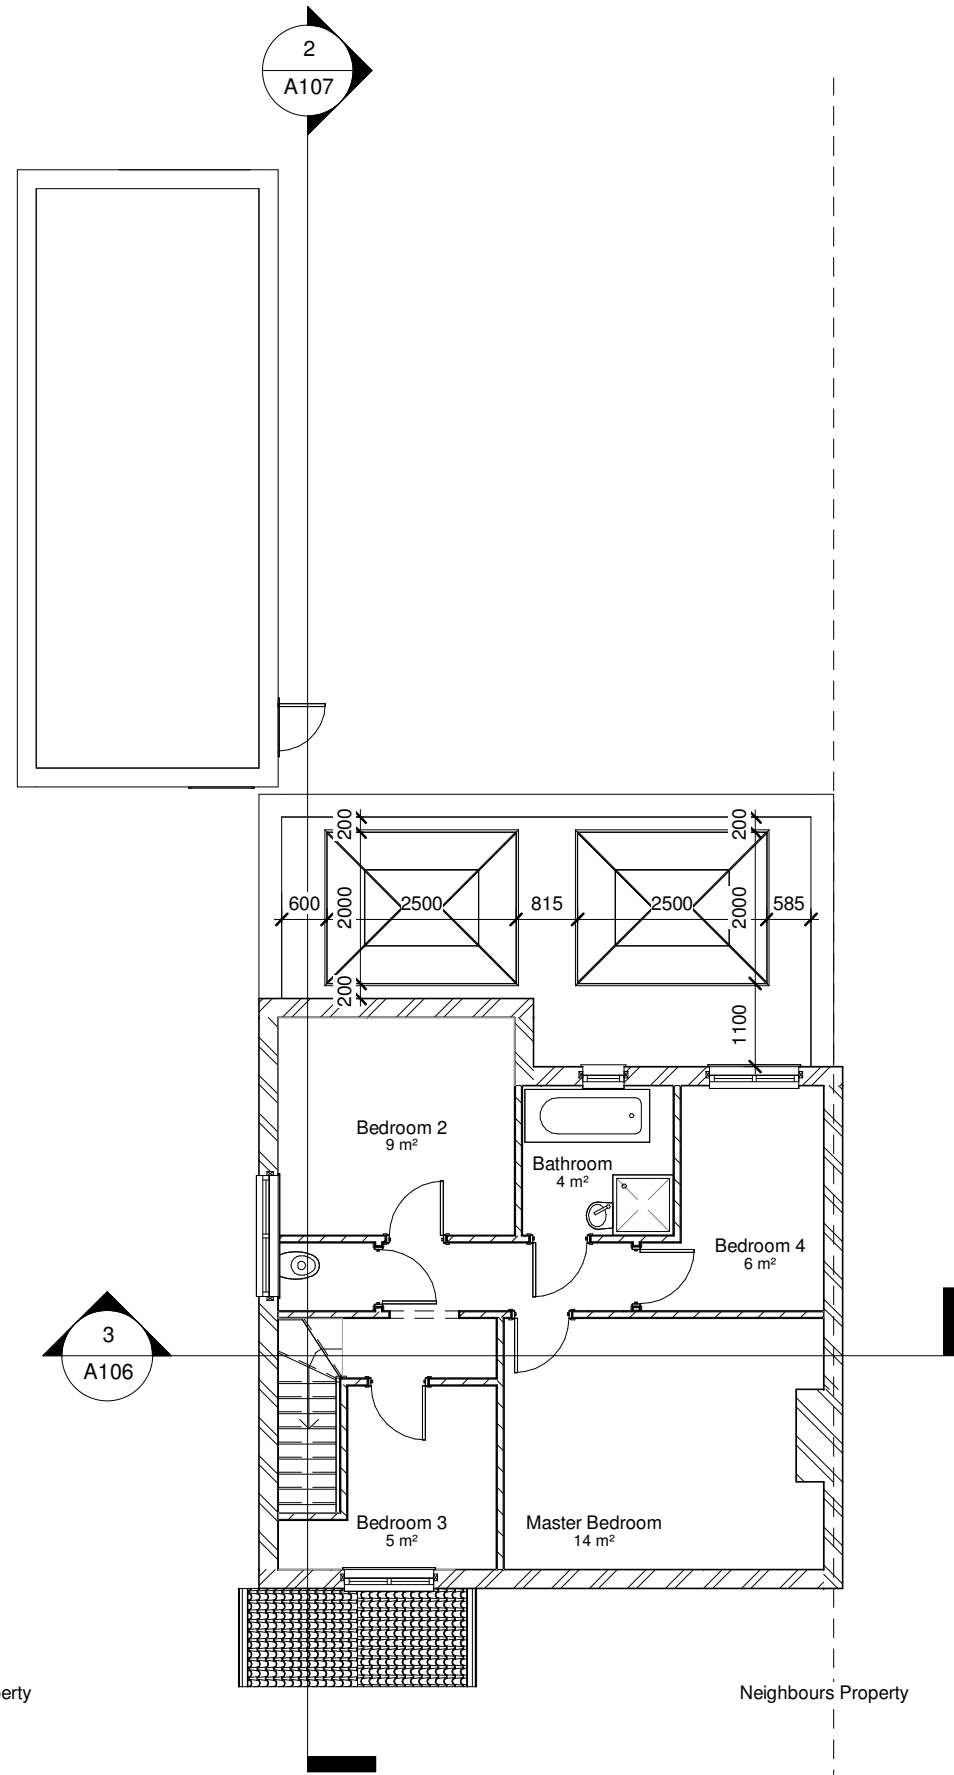 2
A107
200
200
600
2000
2500
815
2500
2000
585
200
1100
Bedroom 2
9 m²
Bathroom
4 m²
Bedroom 4
6 m²
3
A106
Bedroom 3
5 m²
Master Bedroom
14 m²
erty
Neighbours Property